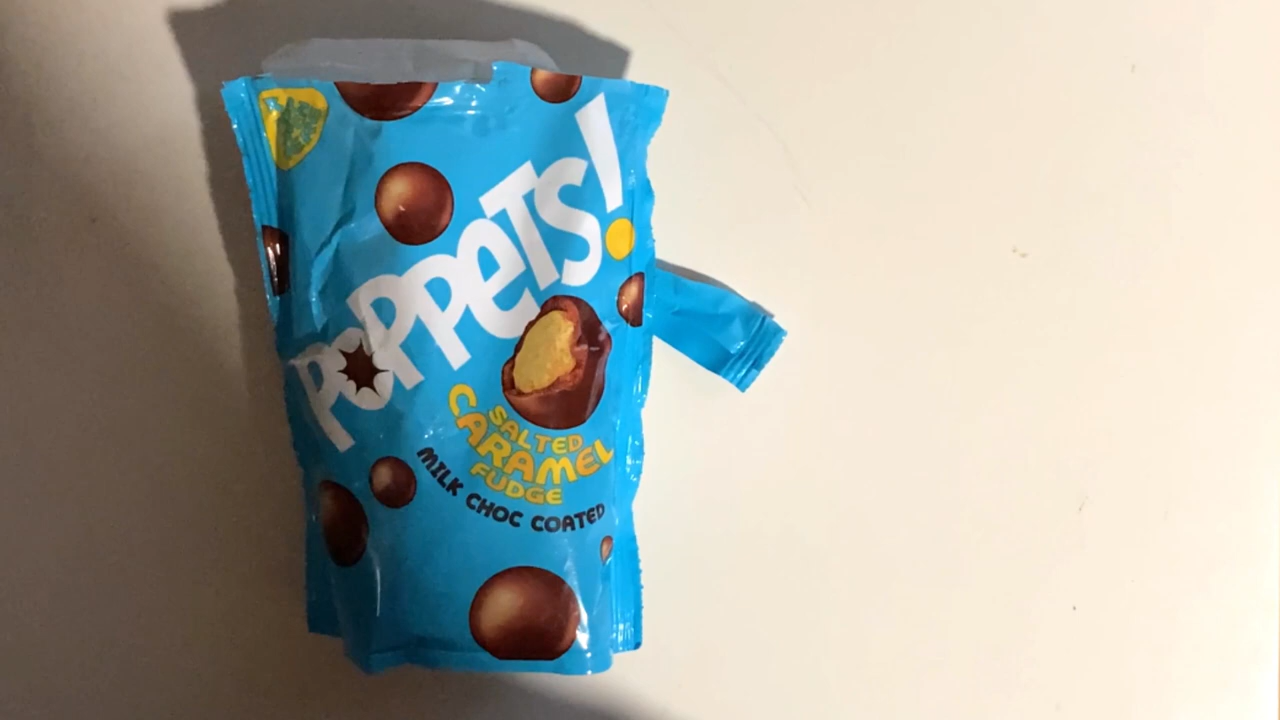 POPPETS!
SALTED
CARAMEL
FUDGE
MILK CHOC COATED